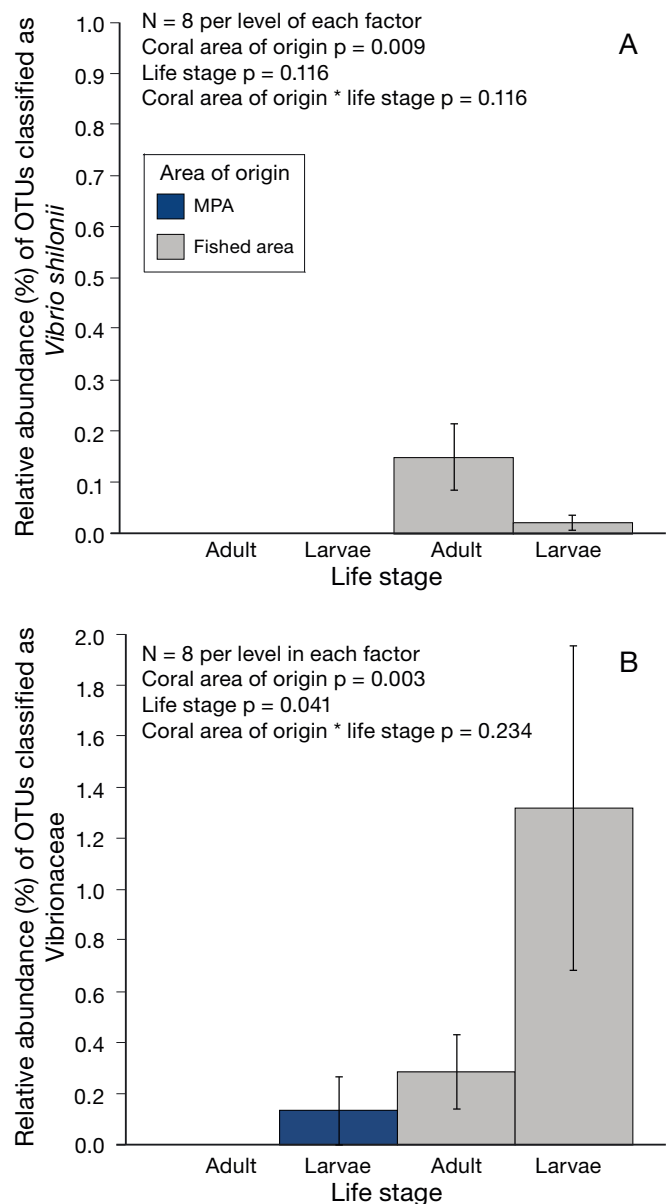 N = 8 per level of each factor
Coral area of origin p = 0.009
Life stage p = 0.116
Coral area of origin * life stage p = 0.116
A
Relative abundance (%) of OTUs classified as
Vibrio shilonii
1.0
0.9
0.8
0.7
0.6
0.5
0.4
0.3
0.2
0.1
0.0
Area of origin
MPA
Fished area
Adult Larvae Adult Larvae
Life stage
N = 8 per level in each factor
Coral area of origin p = 0.003
Life stage p = 0.041
Coral area of origin * life stage p = 0.234
B
Relative abundance (%) of OTUs classified as
Vibrionaceae
2.0
1.8
1.6
1.4
1.2
1.0
0.8
0.6
0.4
0.2
0.0
Adult Larvae Adult Larvae
Life stage